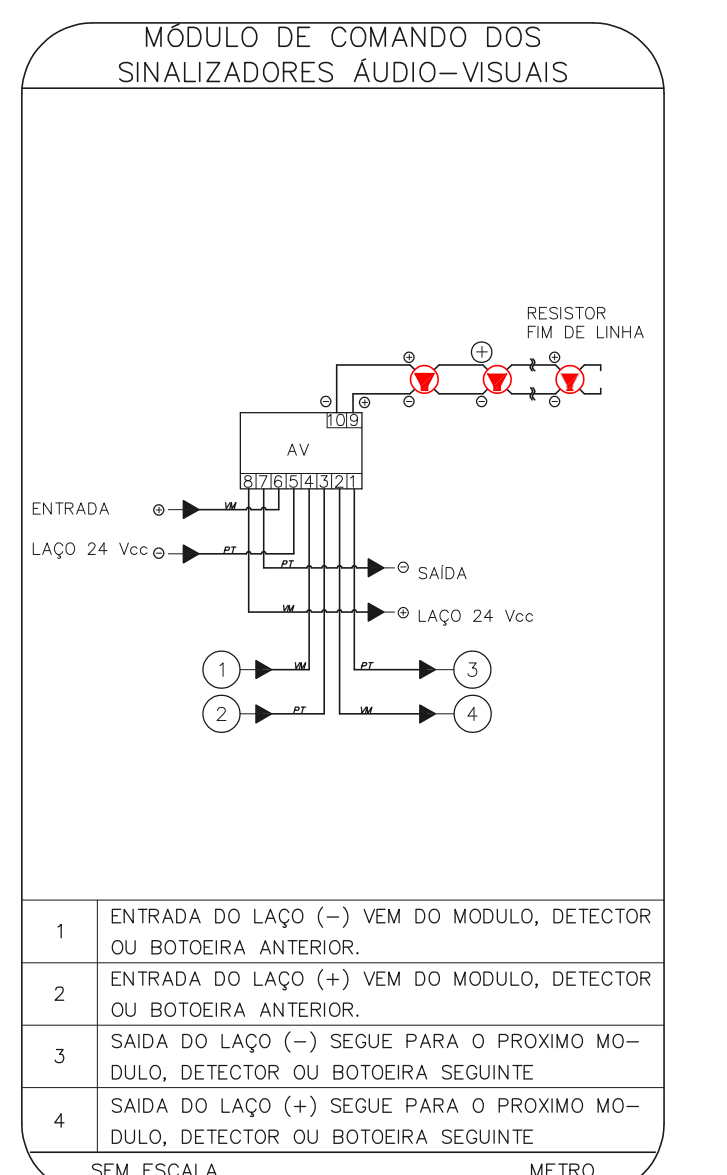 MÓDULO DE COMANDO DOS
SINALIZADORES ÁUDIO-VISUAIS
RESISTOR
FIM DE LINHA
10 9
AV
8 7 6 5 4 3 2 1
ENTRADA
VM
LAÇO 24 Vcc
PT
PT
SAÍDA
VM
LAÇO 24 Vcc
1
VM
PT
3
2
PT
VM
4
1 ENTRADA DO LAÇO (-) VEM DO MODULO, DETECTOR
OU BOTOEIRA ANTERIOR.
2 ENTRADA DO LAÇO (+) VEM DO MODULO, DETECTOR
OU BOTOEIRA ANTERIOR.
3 SAIDA DO LAÇO (-) SEGUE PARA O PROXIMO MO-
DULO, DETECTOR OU BOTOEIRA SEGUINTE
4 SAIDA DO LAÇO (+) SEGUE PARA O PROXIMO MO-
DULO, DETECTOR OU BOTOEIRA SEGUINTE
SEM ESCALA
METRO